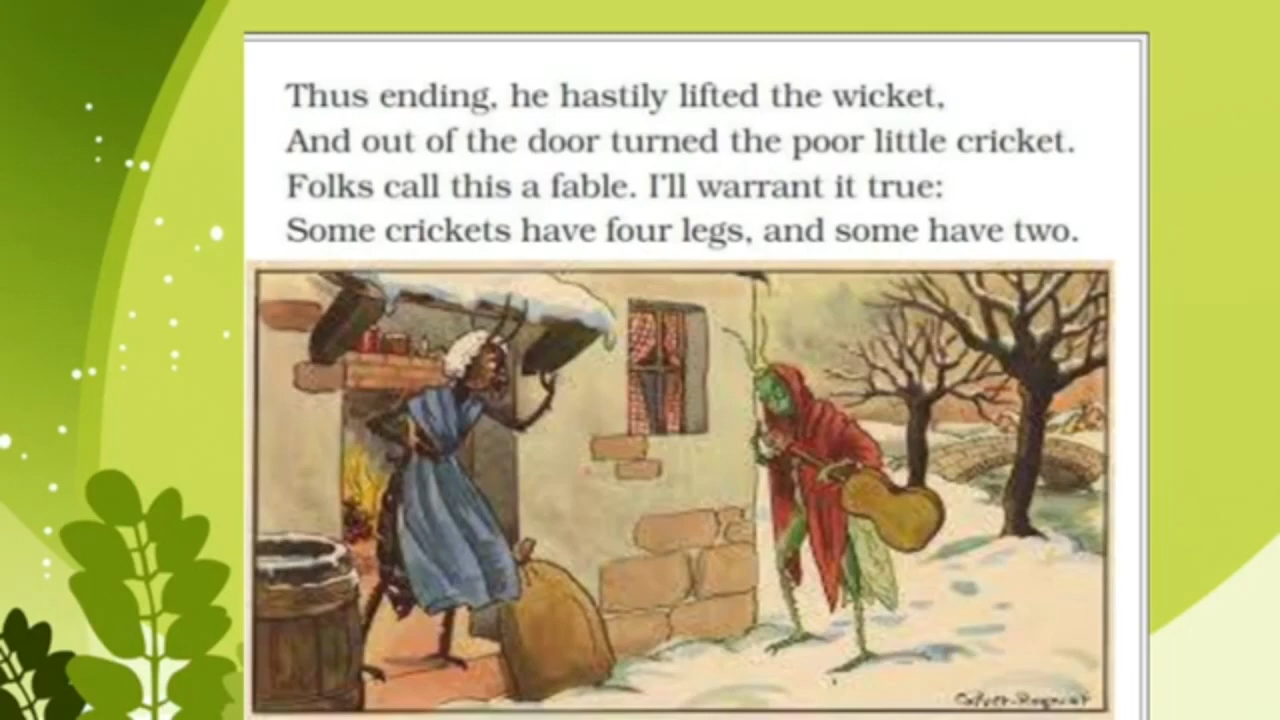 Thus ending, he hastily lifted the wicket,
And out of the door turned the poor little cricket.
Folks call this a fable. I'll warrant it true:
Some crickets have four legs, and some have two.